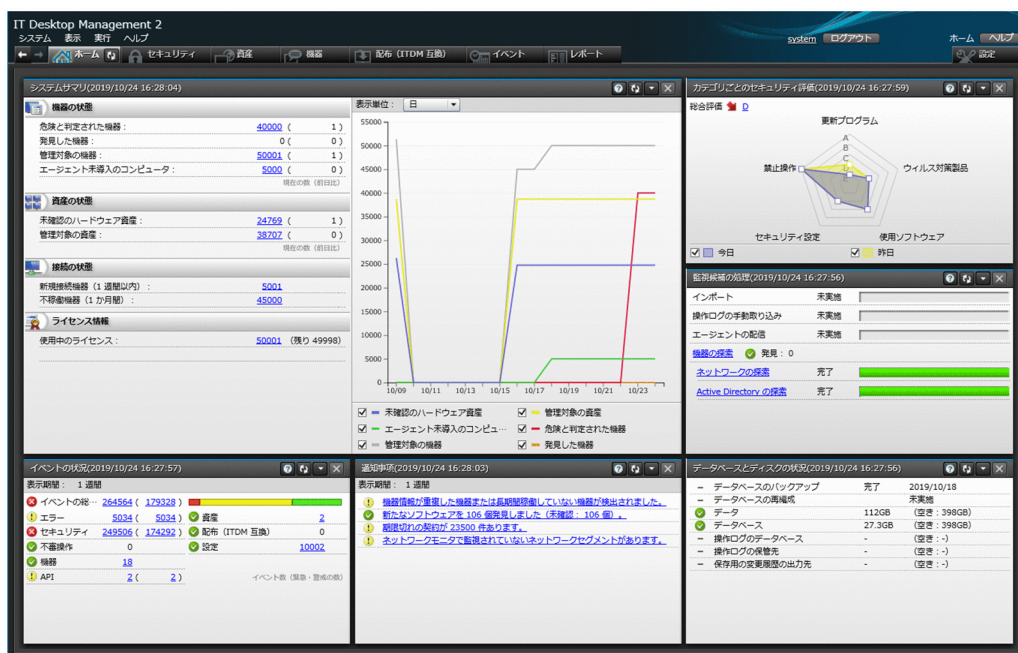 IT Desktop Management 2
システム 表示 実行 ヘルプ
system ログアウト ホーム ヘルプ
ホーム セキュリティ 資産 機器 配布 (ITDM 互換) イベント レポート 設定
システムサマリ(2019/10/24 16:28:04)
機器の状態
危険と判定された機器： 40000 ( 1 )
発見した機器： 0 ( 0 )
管理対象の機器： 50001 ( 1 )
エージェント未導入のコンピュータ： 5000 ( 0 )
現在の数 (前日比)
資産の状態
未確認のハードウェア資産： 24769 ( 1 )
管理対象の資産： 38707 ( 0 )
現在の数 (前日比)
接続の状態
新規接続機器 (1 週間以内) ： 5001
不稼働機器 (1 か月間) ： 45000
ライセンス情報
使用中のライセンス： 50001 (残り 49998)
表示単位： 日
55000
50000
45000
40000
35000
30000
25000
20000
15000
10000
5000
0
10/09 10/11 10/13 10/15 10/17 10/19 10/21 10/23
未確認のハードウェア資産 管理対象の資産
エージェント未導入のコンピュ… 危険と判定された機器
管理対象の機器 発見した機器
カテゴリごとのセキュリティ評価(2019/10/24 16:27:59)
総合評価 D
更新プログラム
A
B
C
D
E
禁止操作 ウィルス対策製品
セキュリティ設定 使用ソフトウェア
今日 昨日
監視候補の処理(2019/10/24 16:27:56)
インポート 未実施
操作ログの手動取り込み 未実施
エージェントの配信 未実施
機器の探索 発見：0
ネットワークの探索 完了
Active Directory の探索 完了
イベントの状況(2019/10/24 16:27:57)
表示期間： 1 週間
イベントの総… 264564 ( 179328 )
エラー 5034 ( 5034 ) 資産 2
セキュリティ 249506 ( 174292 ) 配布 (ITDM 互換) 0
不審操作 0 設定 10002
機器 18
API 2 ( 2 ) イベント数 (緊急・警戒の数)
通知事項(2019/10/24 16:28:03)
表示期間： 1 週間
機器情報が重複した機器または長期間稼働していない機器が検出されました。
新たなソフトウェアを 106 個発見しました (未確認： 106 個) 。
期限切れの契約が 23500 件あります。
ネットワークモニタで監視されていないネットワークセグメントがあります。
データベースとディスクの状況(2019/10/24 16:27:56)
データベースのバックアップ 完了 2019/10/18
データベースの再編成 未実施
データ 112GB (空き：398GB)
データベース 27.3GB (空き：398GB)
操作ログのデータベース - (空き：-)
操作ログの保管先 - (空き：-)
保存用の変更履歴の出力先 - (空き：-)